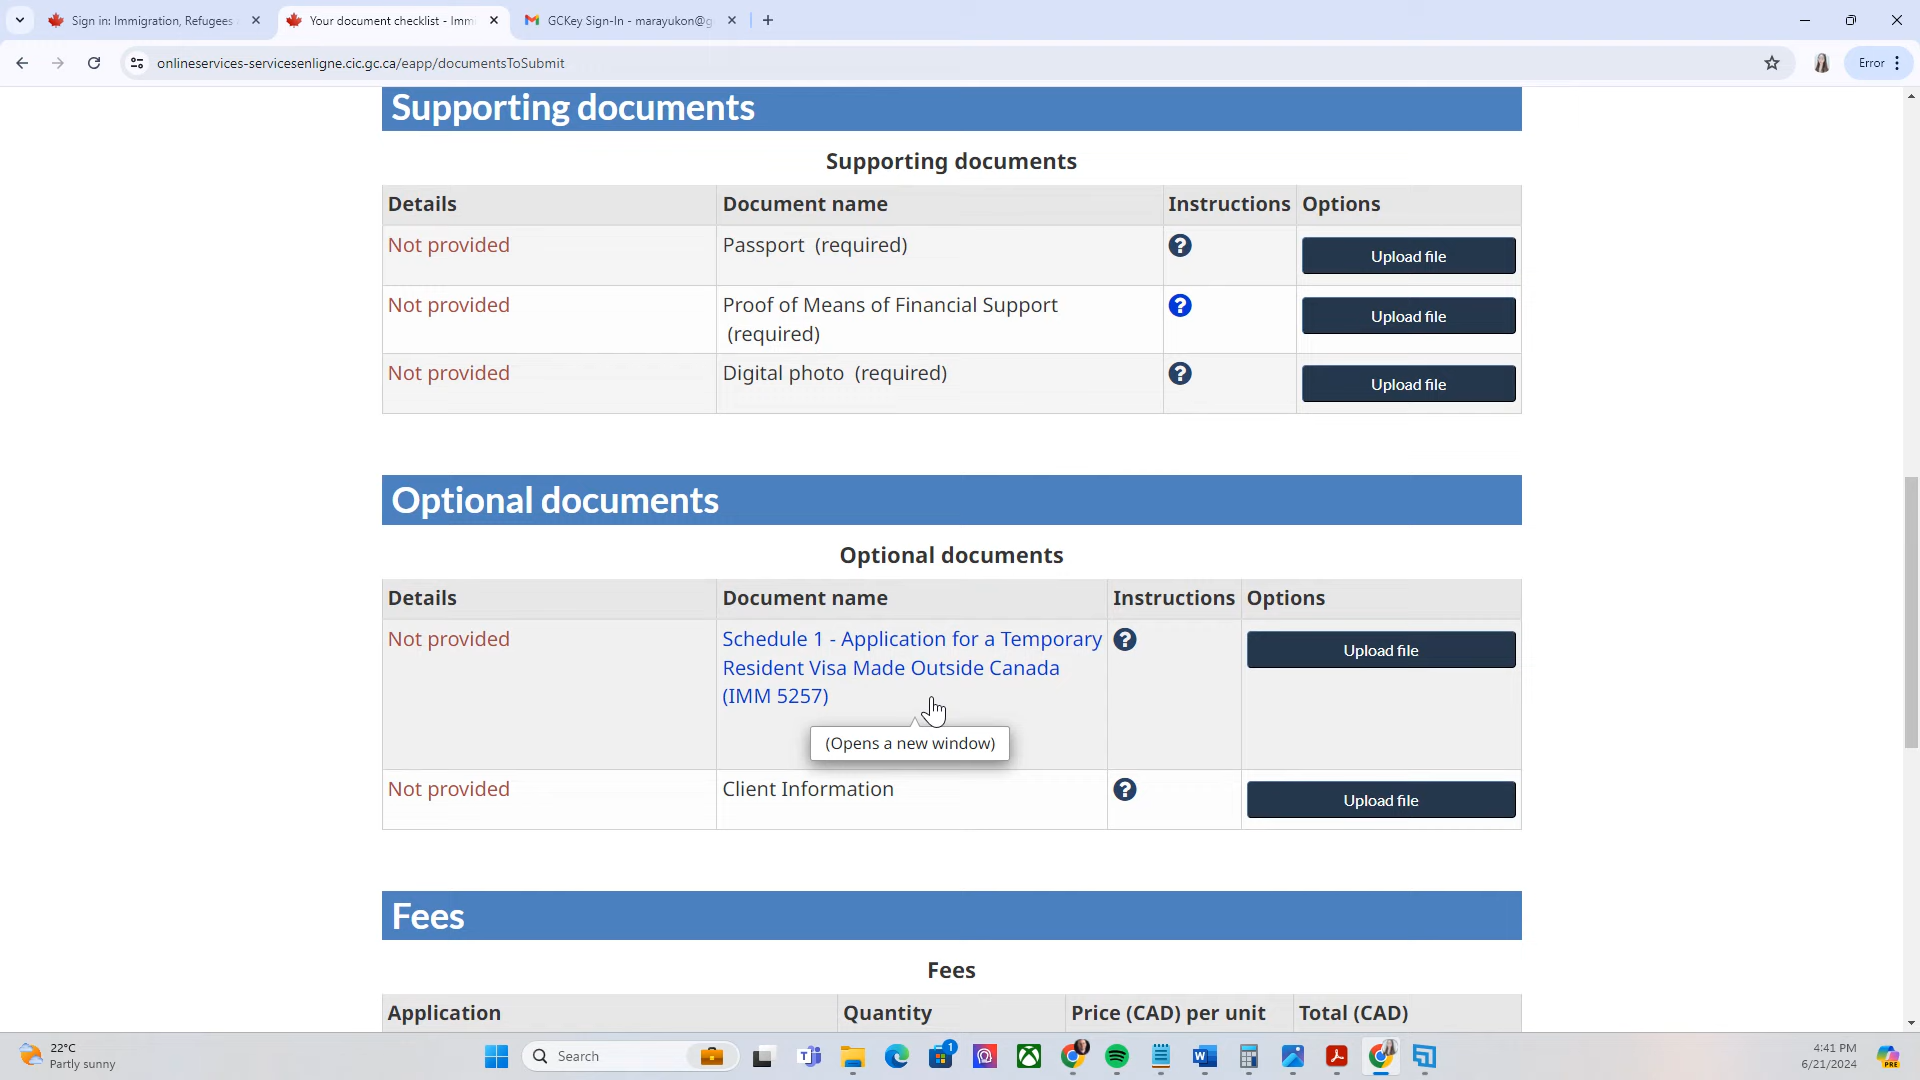 Sign in: Immigration, Refugees a
Your document checklist - Imm
GCKey Sign-In - marayukon@g
onlineservices-servicesenligne.cic.gc.ca/eapp/documentsToSubmit
Error
Supporting documents
Supporting documents
Details Document name Instructions Options
Not provided Passport (required) Upload file
Not provided Proof of Means of Financial Support
(required)
Upload file
Not provided Digital photo (required) Upload file
Optional documents
Optional documents
Details Document name Instructions Options
Not provided Schedule 1 - Application for a Temporary
Resident Visa Made Outside Canada
(IMM 5257)
Upload file
(Opens a new window)
Not provided Client Information Upload file
Fees
Fees
Application Quantity Price (CAD) per unit Total (CAD)
22°C
Partly sunny
Search
1
4:41 PM
6/21/2024
PRE